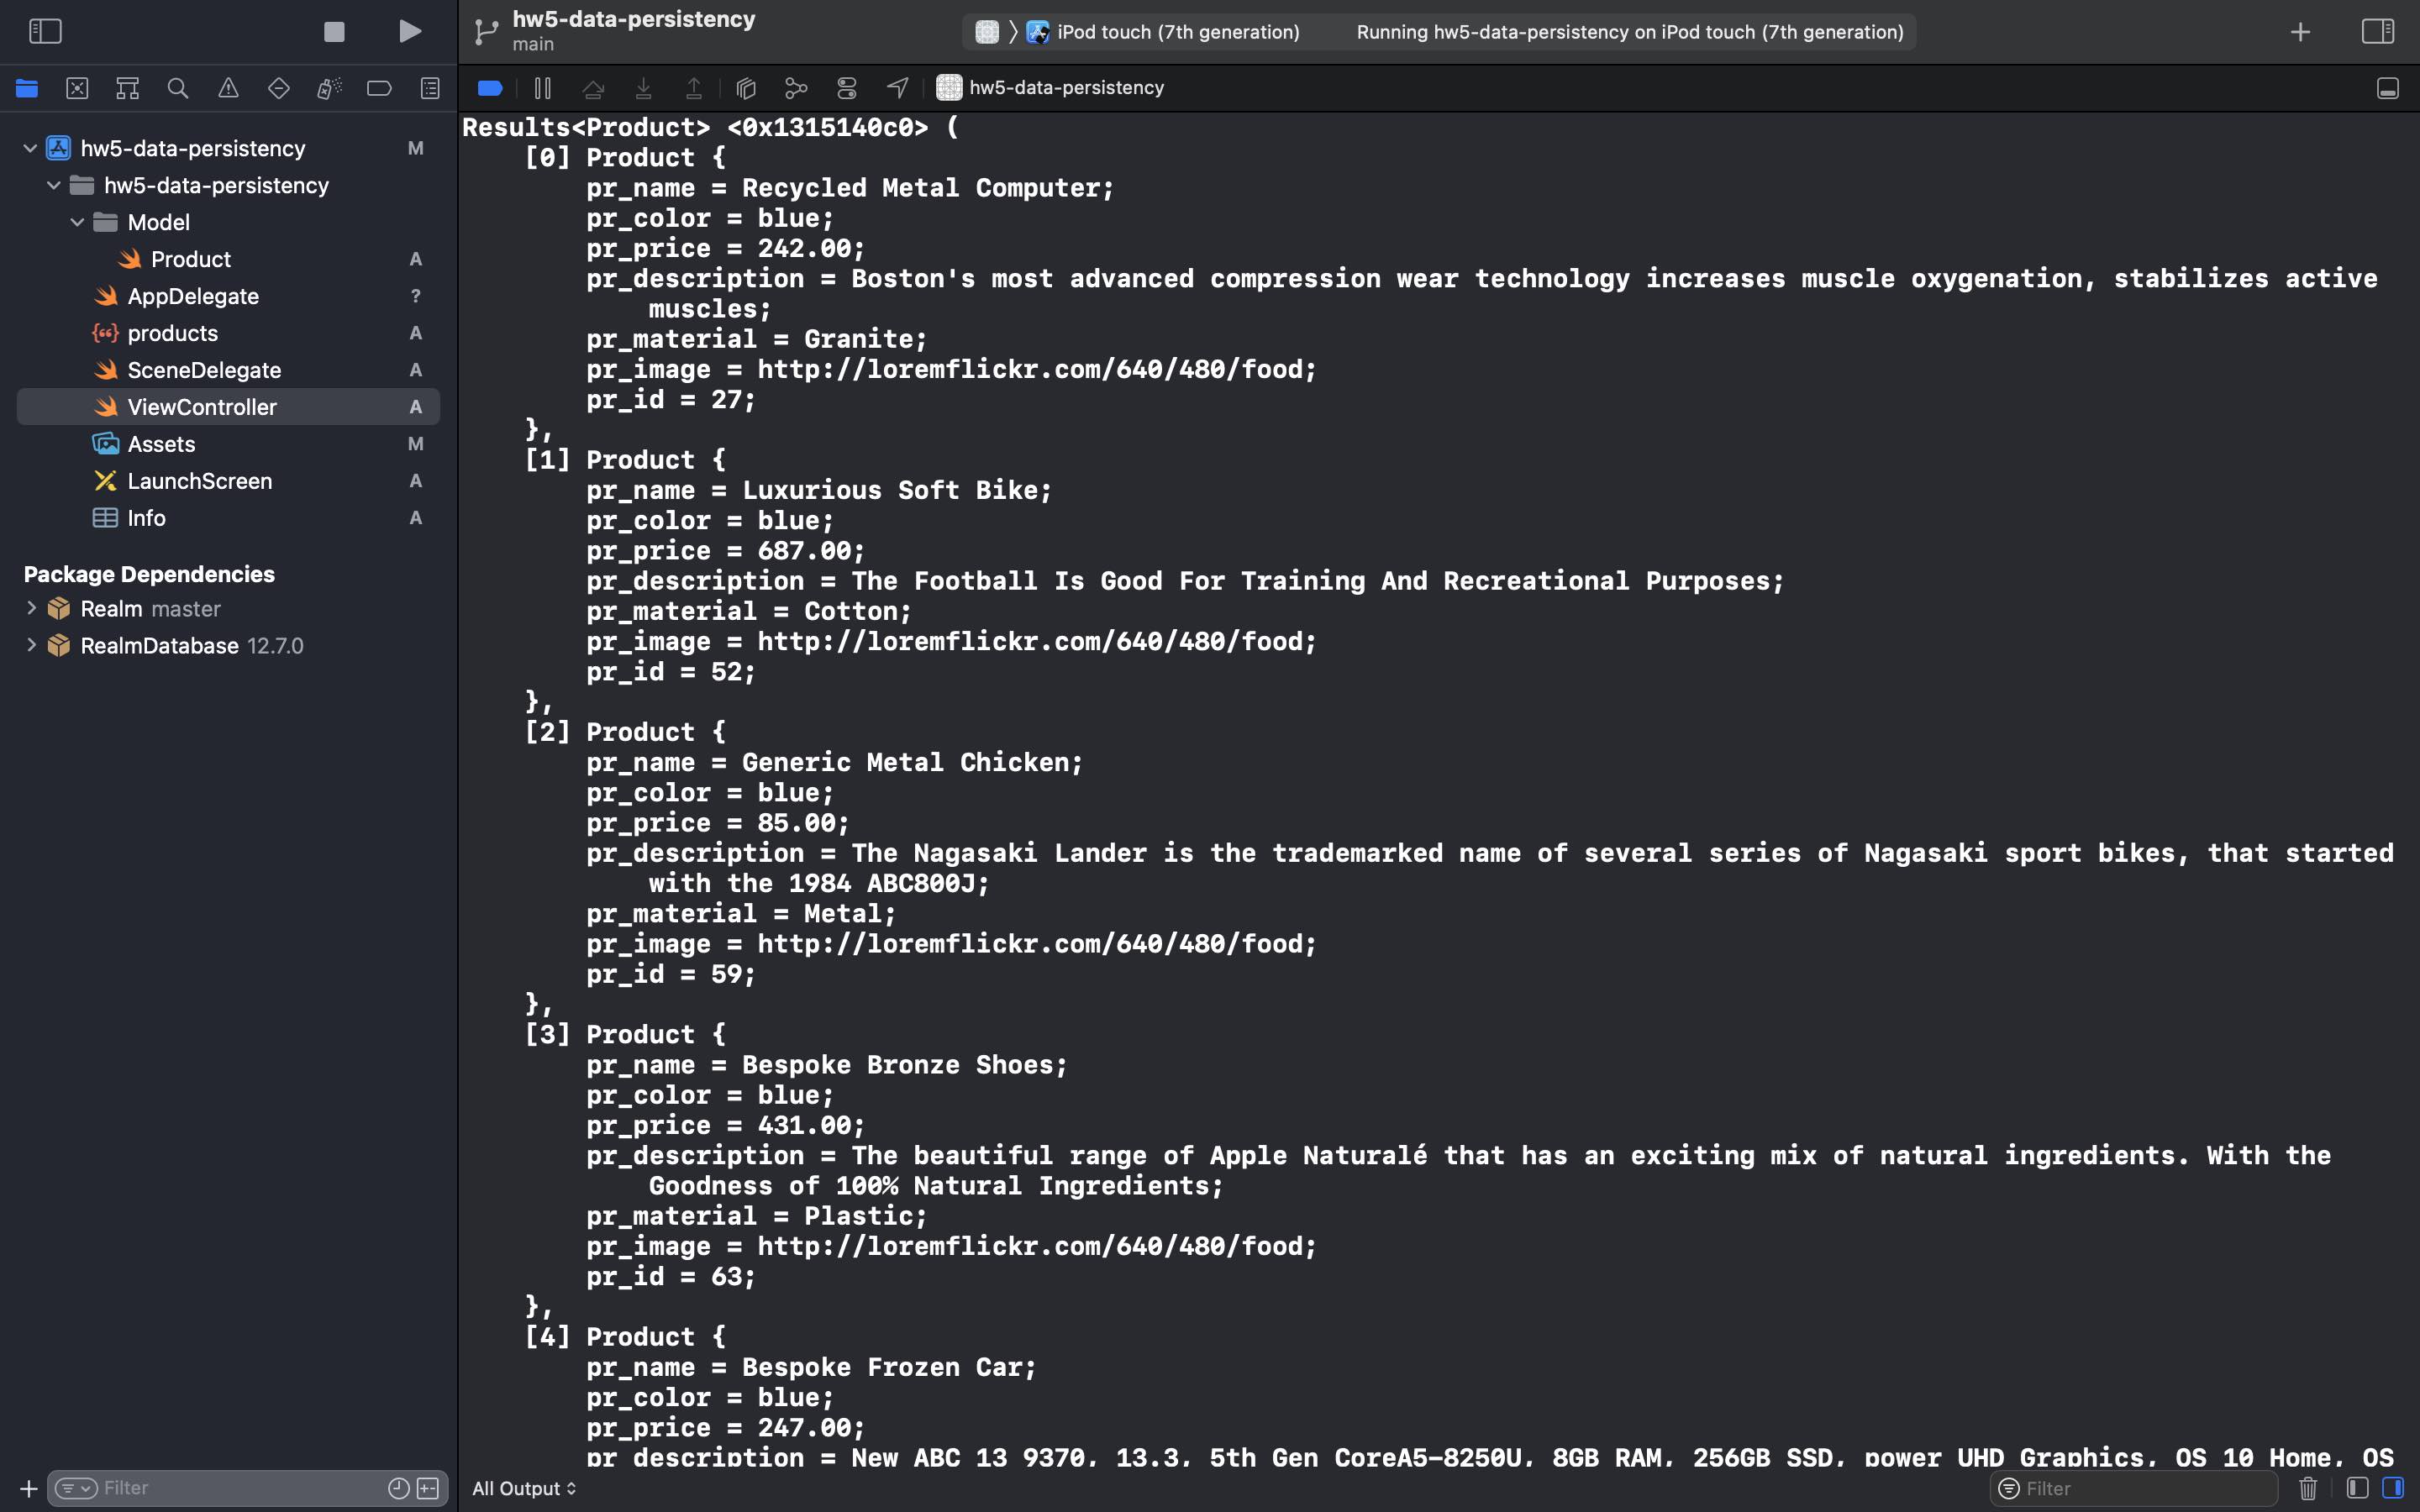 hw5-data-persistency
main
iPod touch (7th generation)
Running hw5-data-persistency on iPod touch (7th generation)
hw5-data-persistency
hw5-data-persistency M
hw5-data-persistency
Model
Product A
AppDelegate ?
products A
SceneDelegate A
ViewController A
Assets M
LaunchScreen A
Info A
Package Dependencies
Realm master
RealmDatabase 12.7.0
Filter
Results<Product> <0x1315140c0> (
[0] Product {
pr_name = Recycled Metal Computer;
pr_color = blue;
pr_price = 242.00;
pr_description = Boston's most advanced compression wear technology increases muscle oxygenation, stabilizes active
muscles;
pr_material = Granite;
pr_image = http://loremflickr.com/640/480/food;
pr_id = 27;
},
[1] Product {
pr_name = Luxurious Soft Bike;
pr_color = blue;
pr_price = 687.00;
pr_description = The Football Is Good For Training And Recreational Purposes;
pr_material = Cotton;
pr_image = http://loremflickr.com/640/480/food;
pr_id = 52;
},
[2] Product {
pr_name = Generic Metal Chicken;
pr_color = blue;
pr_price = 85.00;
pr_description = The Nagasaki Lander is the trademarked name of several series of Nagasaki sport bikes, that started
with the 1984 ABC800J;
pr_material = Metal;
pr_image = http://loremflickr.com/640/480/food;
pr_id = 59;
},
[3] Product {
pr_name = Bespoke Bronze Shoes;
pr_color = blue;
pr_price = 431.00;
pr_description = The beautiful range of Apple Naturalé that has an exciting mix of natural ingredients. With the
Goodness of 100% Natural Ingredients;
pr_material = Plastic;
pr_image = http://loremflickr.com/640/480/food;
pr_id = 63;
},
[4] Product {
pr_name = Bespoke Frozen Car;
pr_color = blue;
pr_price = 247.00;
pr_description = New ABC 13 9370, 13.3, 5th Gen CoreA5-8250U, 8GB RAM, 256GB SSD, power UHD Graphics, OS 10 Home, OS
All Output
Filter